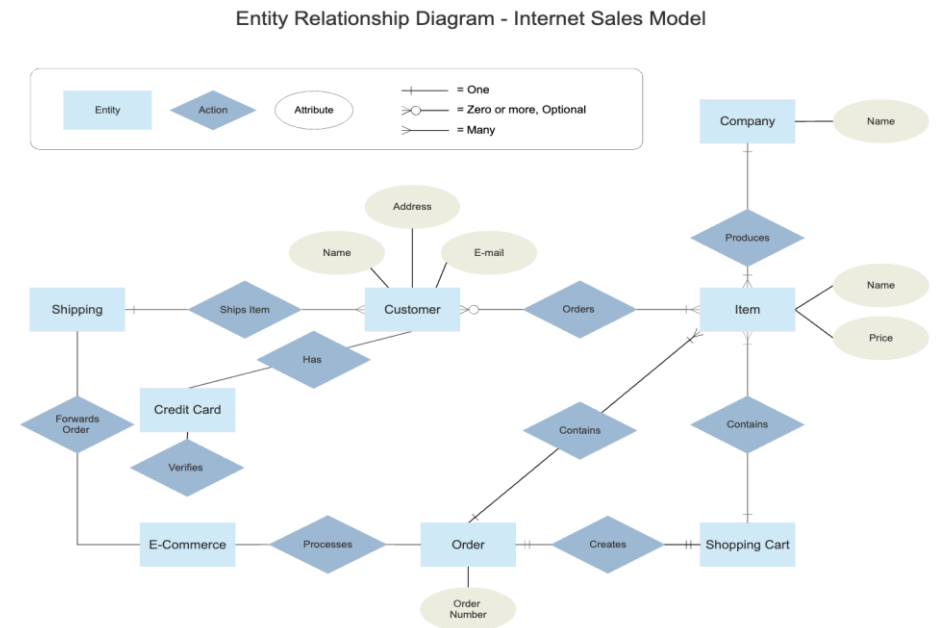 Entity Relationship Diagram - Internet Sales Model
Entity
Action
Attribute
= One
= Zero or more, Optional
= Many
Company
Name
Address
Name
E-mail
Produces
Shipping
Ships Item
Customer
Orders
Item
Name
Price
Has
Credit Card
Forwards
Order
Contains
Contains
Verifies
E-Commerce
Processes
Order
Creates
Shopping Cart
Order
Number